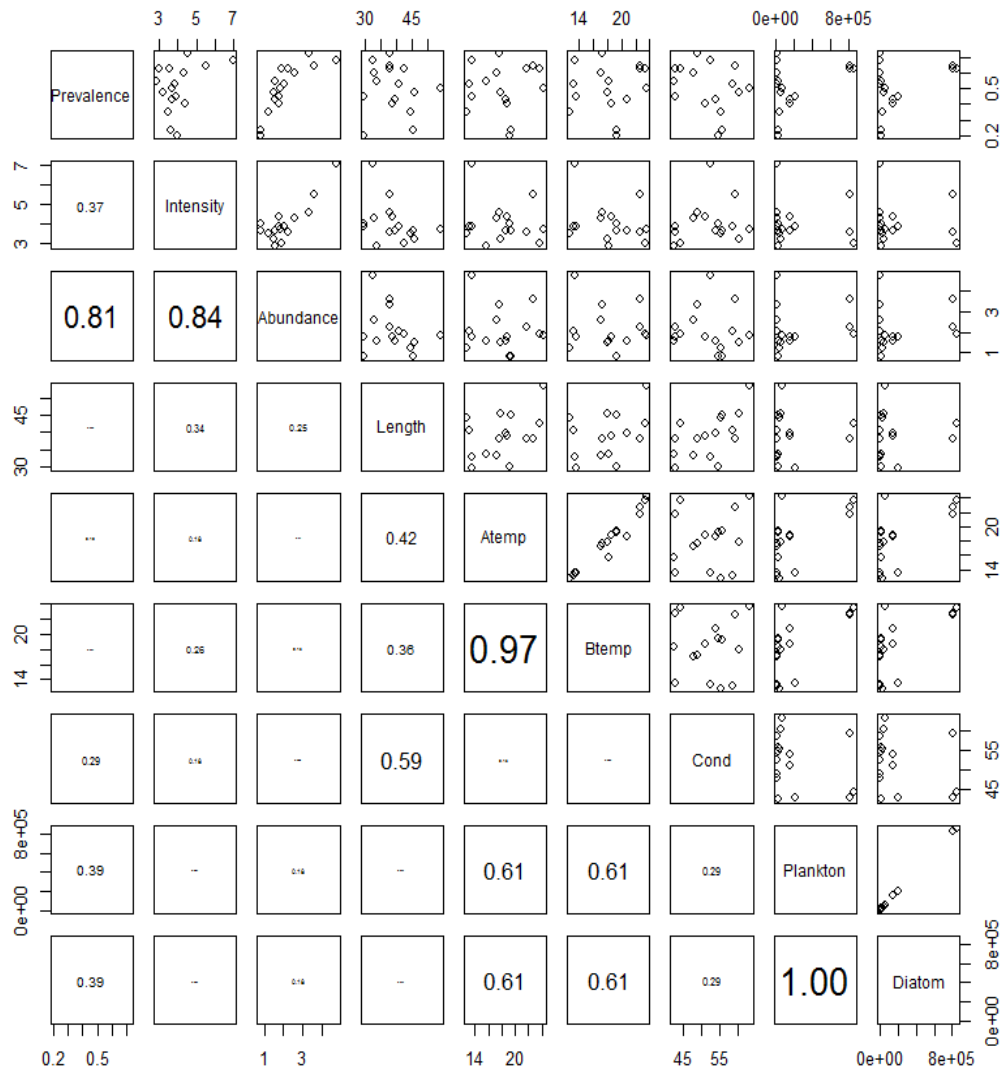 3 5 7 30 45 14 20 0e+00 8e+05
Prevalence
0.2 0.5
3 5 7
0.37 Intensity
0.81 0.84 Abundance
1 3
30 45
0.34 0.25 Length
0.42 Atemp
14 20
14 20
0.36 0.97 Btemp
0.29 0.59 Cond
45 55
0e+00 8e+05
0.39 0.61 0.61 0.29 Plankton
0.39 0.61 0.61 0.29 1.00 Diatom
0e+00 8e+05
0.2 0.5 1 3 14 20 45 55 0e+00 8e+05